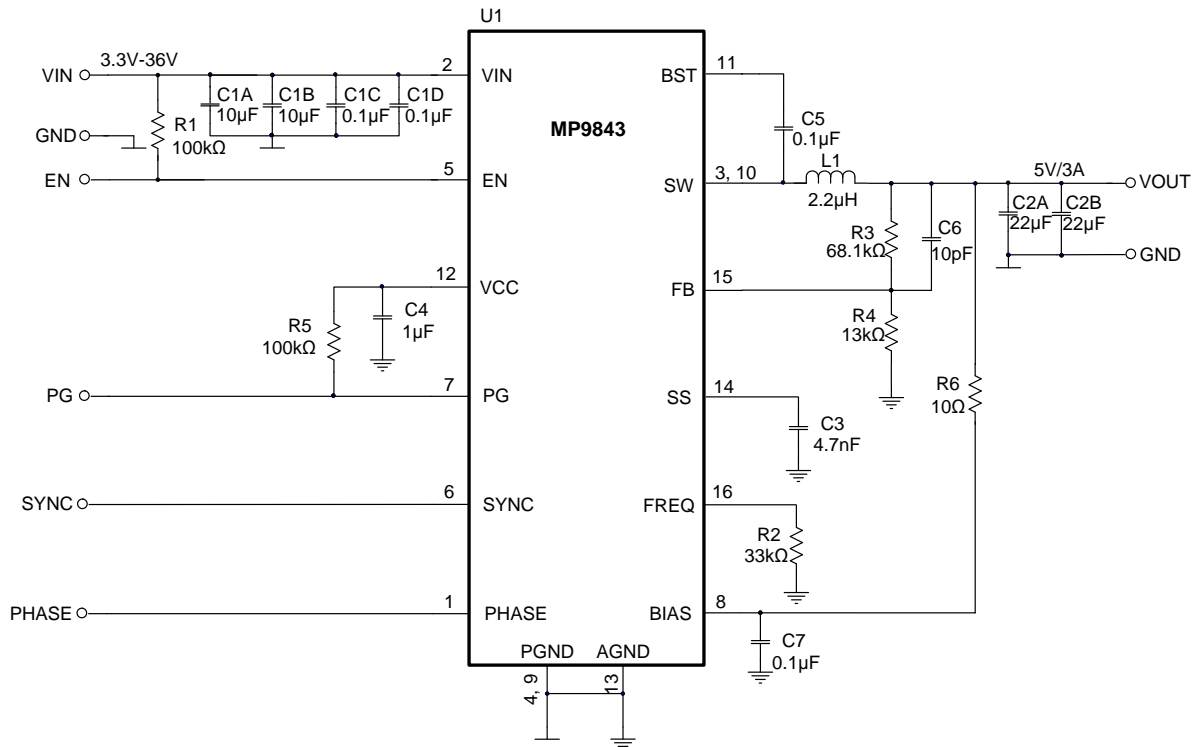 U1
3.3V-36V
VIN
2
VIN
BST
11
C1A
10µF
C1B
10µF
C1C
0.1µF
C1D
0.1µF
GND
R1
100kΩ
MP9843
C5
0.1µF
L1
2.2µH
EN
5
EN
SW
3, 10
5V/3A
VOUT
C2A
22µF
C2B
22µF
R3
68.1kΩ
C6
10pF
GND
12
VCC
FB
15
C4
1µF
R5
100kΩ
R4
13kΩ
R6
10Ω
PG
7
PG
SS
14
C3
4.7nF
SYNC
6
SYNC
FREQ
16
R2
33kΩ
PHASE
1
PHASE
BIAS
8
C7
0.1µF
PGND
AGND
4, 9
13